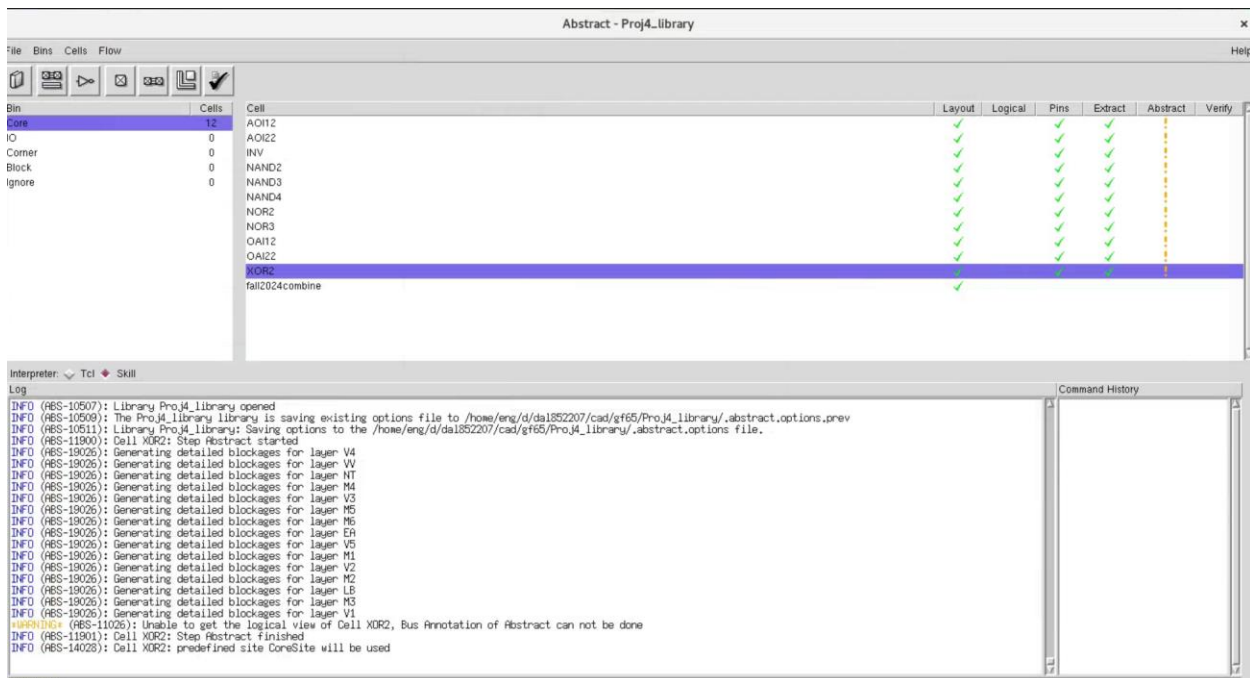 Abstract - Proj4_library ×
File Bins Cells Flow Help
Bin Cells
Core 12
IO 0
Corner 0
Block 0
Ignore 0
Cell Layout Logical Pins Extract Abstract Verify
AOI12
AOI22
INV
NAND2
NAND3
NAND4
NOR2
NOR3
OAI12
OAI22
XOR2
fall2024combine
Interpreter: Tcl Skill
Log Command History
INFO (ABS-10507): Library Proj4_library opened
INFO (ABS-10509): The Proj4_library library is saving existing options file to /home/eng/d/dal852207/cad/gf65/Proj4_library/.abstract.options.prev
INFO (ABS-10511): Library Proj4_library: Saving options to the /home/eng/d/dal852207/cad/gf65/Proj4_library/.abstract.options file.
INFO (ABS-11900): Cell XOR2: Step Abstract started
INFO (ABS-19026): Generating detailed blockages for layer V4
INFO (ABS-19026): Generating detailed blockages for layer VV
INFO (ABS-19026): Generating detailed blockages for layer NT
INFO (ABS-19026): Generating detailed blockages for layer M4
INFO (ABS-19026): Generating detailed blockages for layer V3
INFO (ABS-19026): Generating detailed blockages for layer M5
INFO (ABS-19026): Generating detailed blockages for layer M6
INFO (ABS-19026): Generating detailed blockages for layer EA
INFO (ABS-19026): Generating detailed blockages for layer V5
INFO (ABS-19026): Generating detailed blockages for layer M1
INFO (ABS-19026): Generating detailed blockages for layer V2
INFO (ABS-19026): Generating detailed blockages for layer M2
INFO (ABS-19026): Generating detailed blockages for layer LB
INFO (ABS-19026): Generating detailed blockages for layer M3
INFO (ABS-19026): Generating detailed blockages for layer V1
*WARNING* (ABS-11026): Unable to get the logical view of Cell XOR2, Bus Annotation of Abstract can not be done
INFO (ABS-11901): Cell XOR2: Step Abstract finished
INFO (ABS-14028): Cell XOR2: predefined site CoreSite will be used